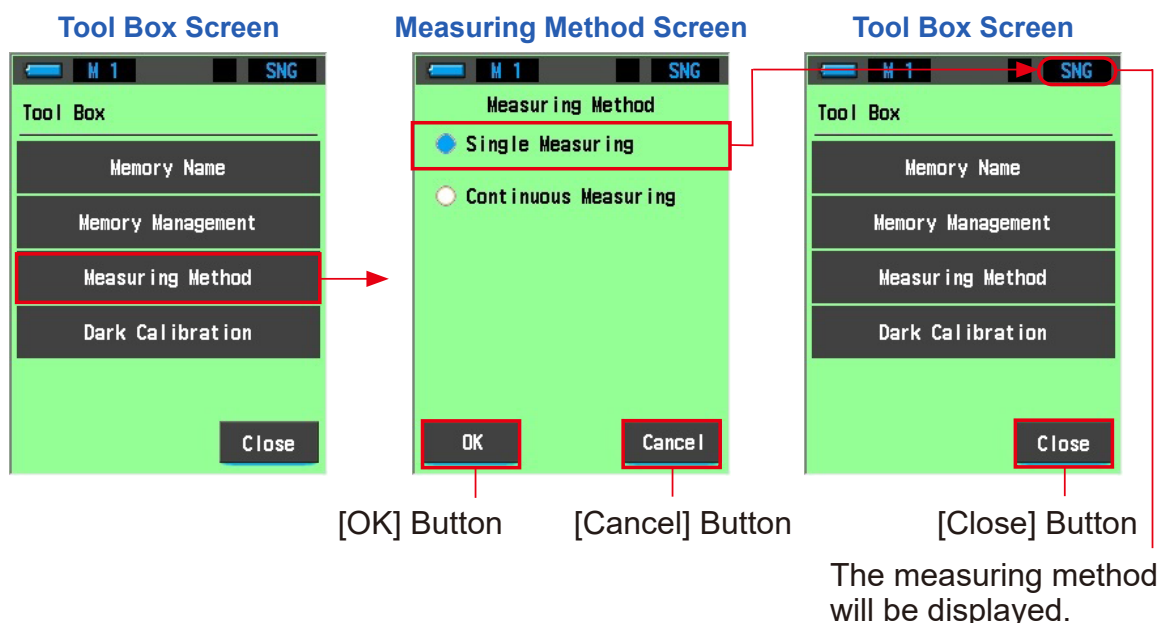 Tool Box Screen
M 1 SNG
Tool Box
Memory Name
Memory Management
Measuring Method
Dark Calibration
Close
Measuring Method Screen
M 1 SNG
Measuring Method
Single Measuring
Continuous Measuring
OK Cancel
[OK] Button [Cancel] Button
Tool Box Screen
M 1 SNG
Tool Box
Memory Name
Memory Management
Measuring Method
Dark Calibration
Close
[Close] Button
The measuring method
will be displayed.